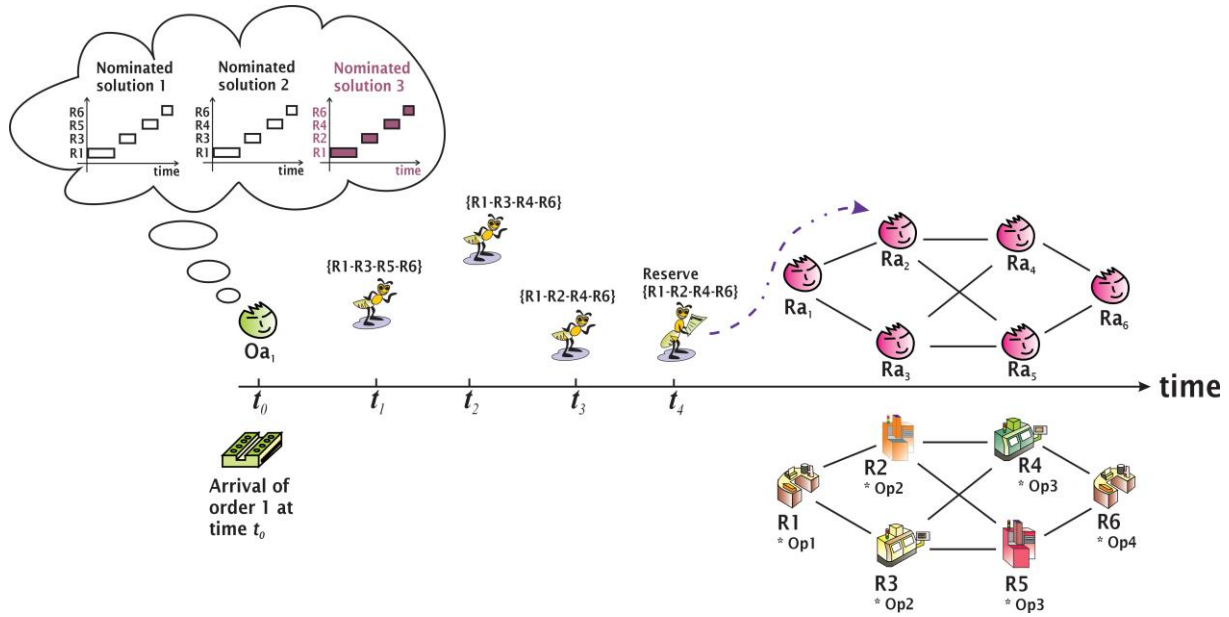 Nominated
solution 1
R6
R5
R3
R1
time
Nominated
solution 2
R6
R4
R3
R1
time
Nominated
solution 3
R6
R4
R2
R1
time
{R1-R3-R5-R6}
{R1-R3-R4-R6}
{R1-R2-R4-R6}
Reserve
{R1-R2-R4-R6}
Oa1
Ra1
Ra2
Ra4
Ra3
Ra5
Ra6
t0
t1
t2
t3
t4
time
Arrival of
order 1 at
time t0
R1
* Op1
R2
* Op2
R4
* Op3
R3
* Op2
R5
* Op3
R6
* Op4